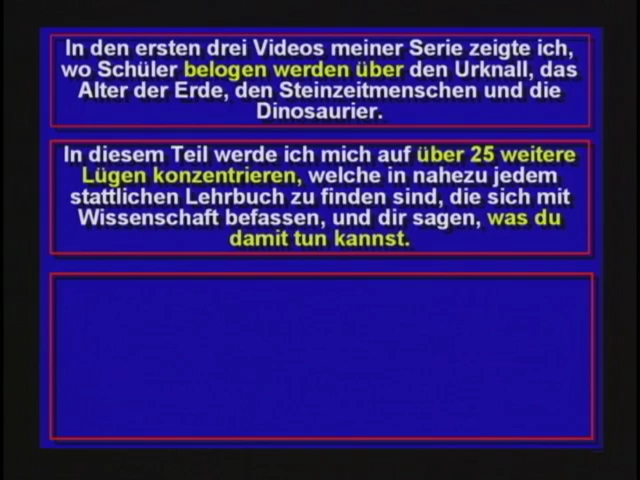 In den ersten drei Videos meiner Serie zeigte ich,
wo Schüler belogen werden über den Urknall, das
Alter der Erde, den Steinzeitmenschen und die
Dinosaurier.
In diesem Teil werde ich mich auf über 25 weitere
Lügen konzentrieren, welche in nahezu jedem
stattlichen Lehrbuch zu finden sind, die sich mit
Wissenschaft befassen, und dir sagen, was du
damit tun kannst.